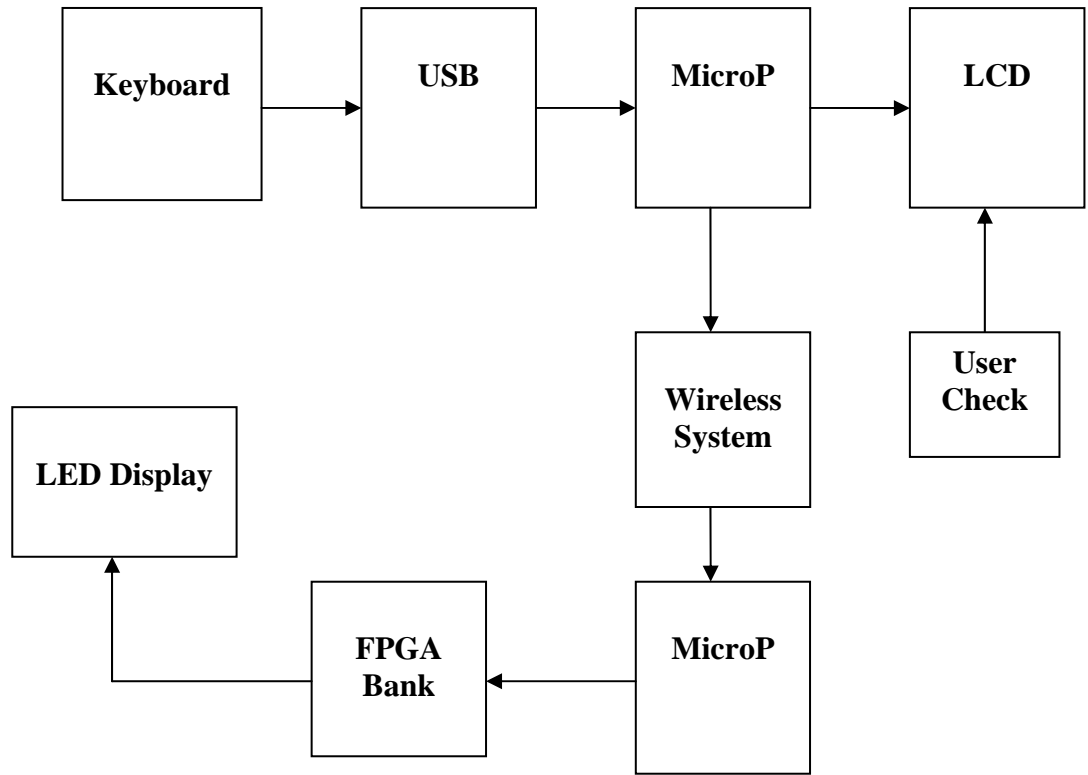 Keyboard
USB
MicroP
LCD
Wireless
System
User
Check
LED Display
FPGA
Bank
MicroP